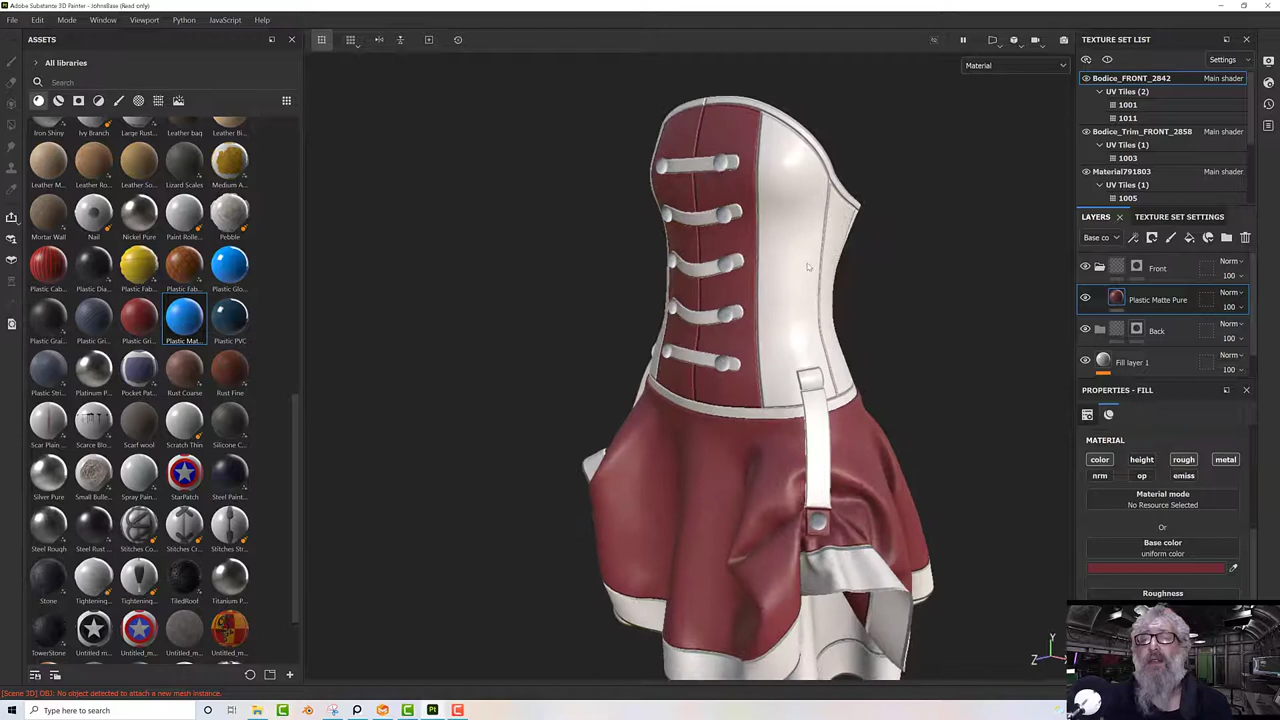 Adobe Substance 3D Painter - JohneBase (Read only)
File Edit Mode Window Viewport Python JavaScript Help
ASSETS
All libraries
Search
Iron Shiny Ivy Branch Large Rust... Leather bag Leather Bi...
Leather M... Leather Ro... Leather So... Lizard Scales Medium A...
Mortar Wall Nail Nickel Pure Paint Rolle... Pebble
Plastic Cab... Plastic Dia... Plastic Fab... Plastic Fab... Plastic Glo...
Plastic Grai... Plastic Gri... Plastic Gri... Plastic Mat... Plastic PVC
Plastic Stri... Platinum P... Pocket Pat... Rust Coarse Rust Fine
Scar Plain ... Scarce Blo... Scarf wool Scratch Thin Silicone C...
Silver Pure Small Bulle... Spray Pain... StarPatch Steel Paint...
Steel Rough Steel Rust ... Stitches Co... Stitches Cr... Stitches Str...
Stone Tightening... Tightening... TiledRoof Titanium P...
TowerStone Untitled_m... Untitled_m... Untitled m... Untitled_m...
Material
TEXTURE SET LIST
Settings
Bodice_FRONT_2842 Main shader
UV Tiles (2)
1001
1011
Bodice_Trim_FRONT_2858 Main shader
UV Tiles (1)
1003
Material791803 Main shader
UV Tiles (1)
1005
LAYERS TEXTURE SET SETTINGS
Base co
Front Norm 100
Plastic Matte Pure Norm 100
Back Norm 100
Fill layer 1 Norm 100
PROPERTIES - FILL
MATERIAL
color height rough metal
nrm op emiss
Material mode
No Resource Selected
Or
Base color
uniform color
Roughness
Y
Z
[Scene 3D] OBJ: No object detected to attach a new mesh instance.
Type here to search